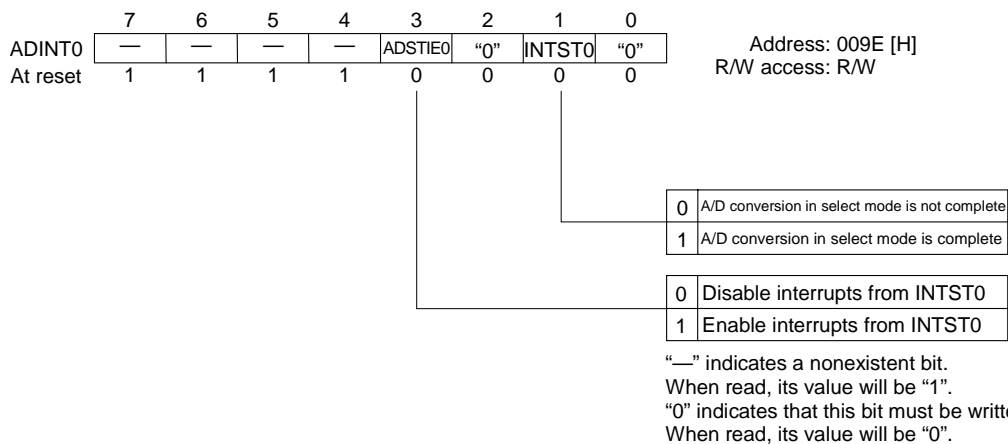 7 6 5 4 3 2 1 0
ADINT0 — — — — ADSTIE0 “0” INTST0 “0” Address: 009E [H]
At reset 1 1 1 1 0 0 0 0 R/W access: R/W
0 A/D conversion in select mode is not complete
1 A/D conversion in select mode is complete
0 Disable interrupts from INTST0
1 Enable interrupts from INTST0
“—” indicates a nonexistent bit.
When read, its value will be “1”.
“0” indicates that this bit must be
When read, its value will be “0”.